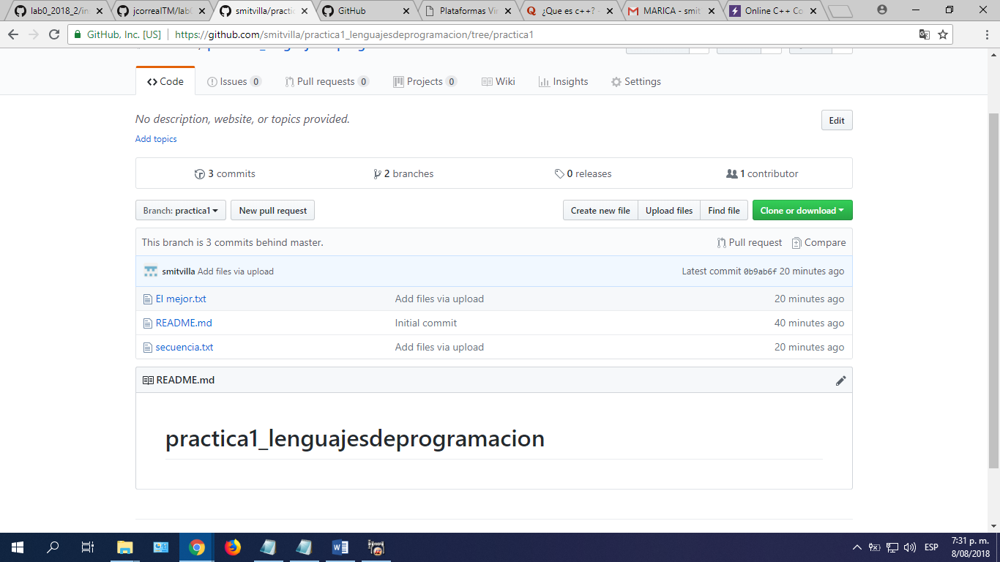 lab0_2018_2/in
jcorrealTM/lab0
smitvilla/practic
GitHub
Plataformas Vir
¿Que es c++? -
MARICA - smit
Online C++ Co
GitHub, Inc. [US]
https://github.com/smitvilla/practica1_lenguajesdeprogramacion/tree/practica1
Code
Issues 0
Pull requests 0
Projects 0
Wiki
Insights
Settings
No description, website, or topics provided.
Edit
Add topics
3 commits
2 branches
0 releases
1 contributor
Branch: practica1
New pull request
Create new file
Upload files
Find file
Clone or download
This branch is 3 commits behind master.
Pull request
Compare
smitvilla Add files via upload
Latest commit 0b9ab6f 20 minutes ago
El mejor.txt
Add files via upload
20 minutes ago
README.md
Initial commit
40 minutes ago
secuencia.txt
Add files via upload
20 minutes ago
README.md
practica1_lenguajesdeprogramacion
ESP
7:31 p. m.
8/08/2018